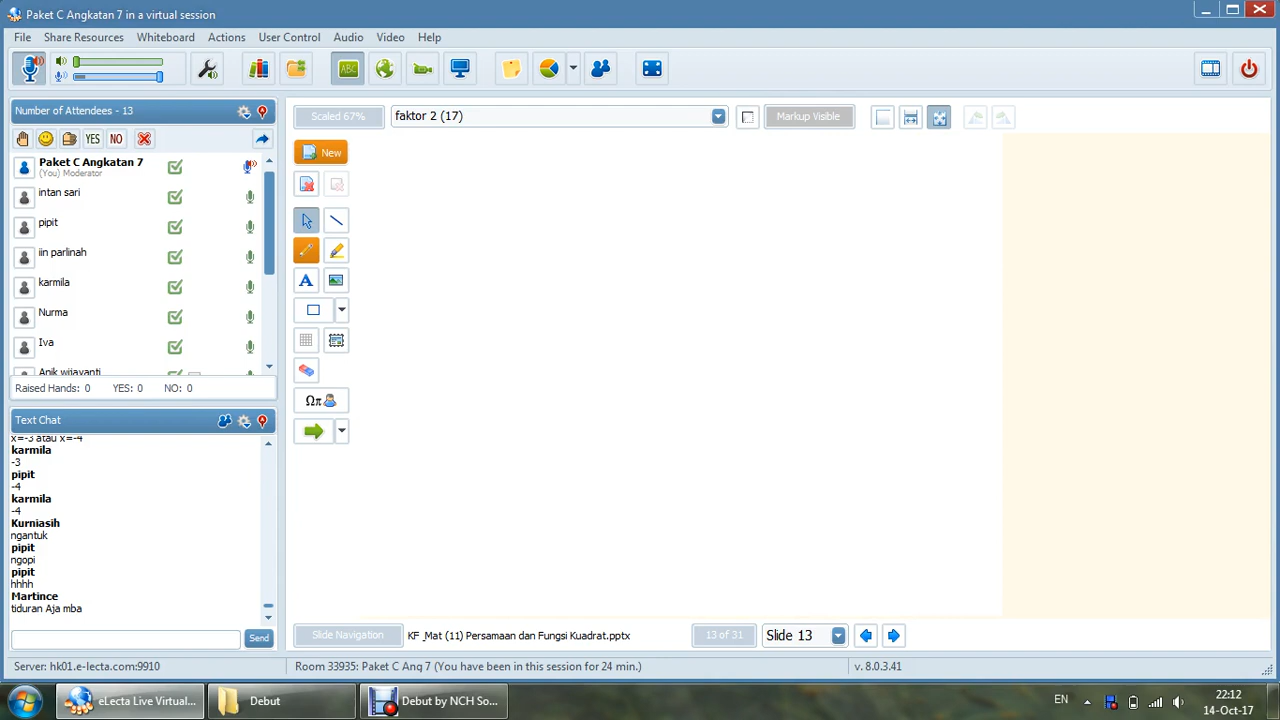 Paket C Angkatan 7 in a virtual session
File Share Resources Whiteboard Actions User Control Audio Video Help
ABC
Number of Attendees - 13
Scaled 67%
faktor 2 (17)
Markup Visible
YES NO
New
Paket C Angkatan 7
(You) Moderator
intan sari
pipit
iin parlinah
karmila
Nurma
Iva
Anik wijayanti
A
Raised Hands: 0 YES: 0 NO: 0
Ωπ
Text Chat
x=-3 atau x=-4
karmila
-3
pipit
-4
karmila
-4
Kurniasih
ngantuk
pipit
ngopi
pipit
hhhh
Martince
tiduran Aja mba
Send
Slide Navigation
KF _Mat (11) Persamaan dan Fungsi Kuadrat.pptx
13 of 31
Slide 13
Server: hk01.e-lecta.com:9910
Room 33935: Paket C Ang 7 (You have been in this session for 24 min.)
v. 8.0.3.41
eLecta Live Virtual...
Debut
Debut by NCH So...
EN
22:12
14-Oct-17